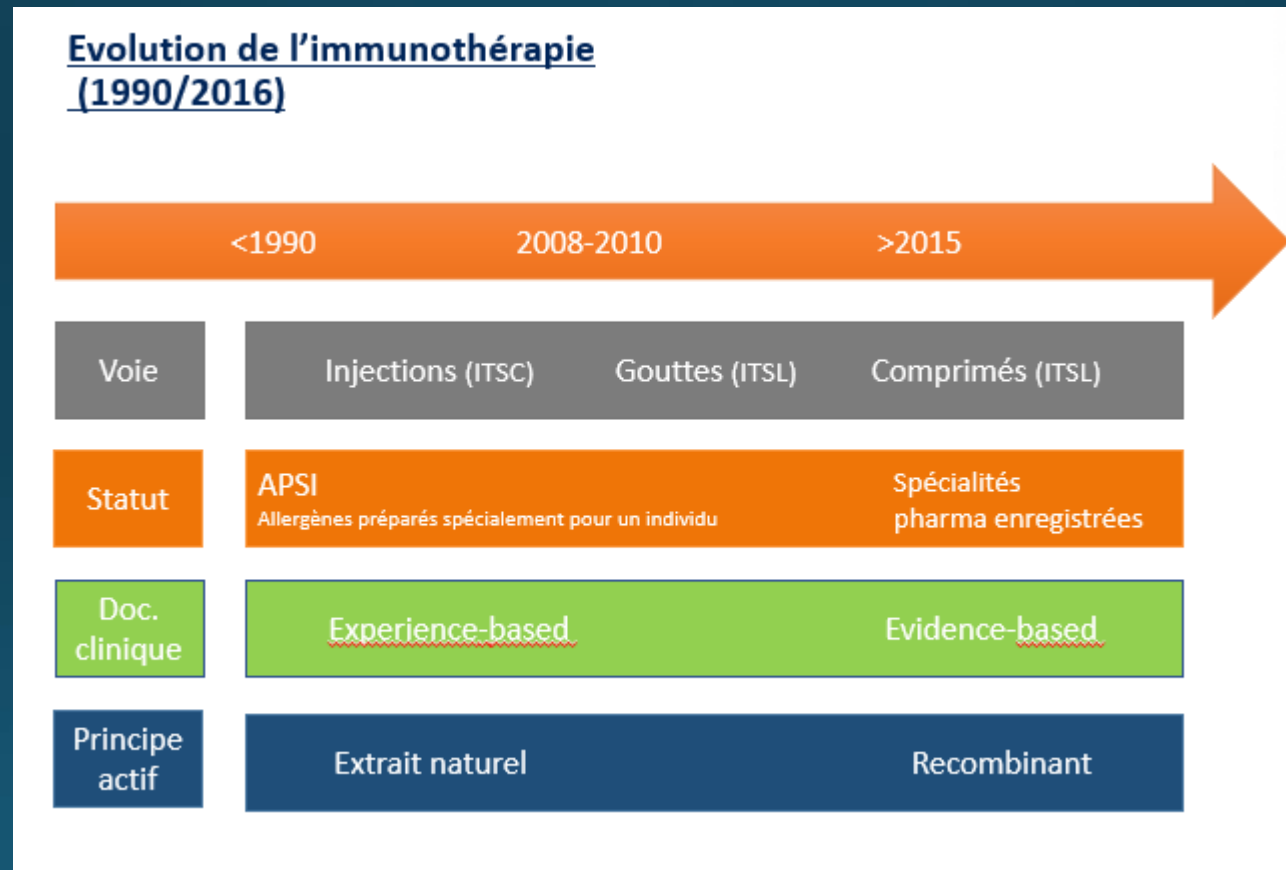 Evolution de l'immunothérapie
(1990/2016)
<1990 2008-2010 >2015
Voie
Injections (ITSC) Gouttes (ITSL) Comprimés (ITSL)
Statut
APSI
Allergènes préparés spécialement pour un individu
Spécialités
pharma enregistrées
Doc.
clinique
Experience-based Evidence-based
Principe
actif
Extrait naturel Recombinant